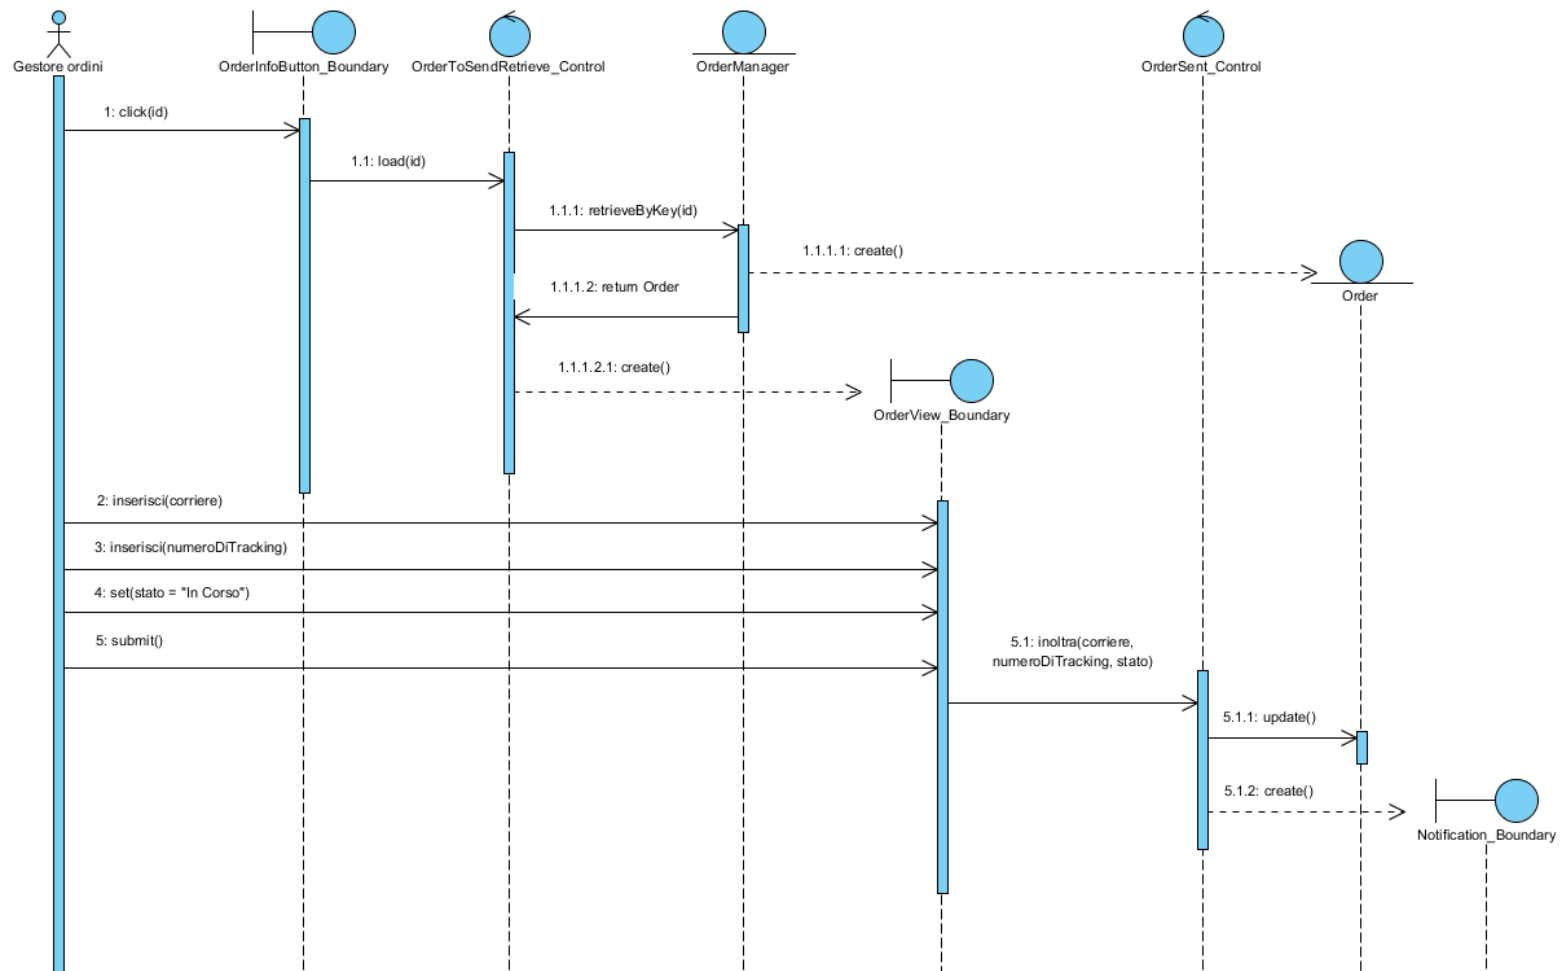 Gestore ordini
OrderInfoButton_Boundary
OrderToSendRetrieve_Control
OrderManager
OrderSent_Control
1: click(id)
1.1: load(id)
1.1.1: retrieveByKey(id)
1.1.1.1: create()
1.1.1.2: return Order
Order
1.1.1.2.1: create()
OrderView_Boundary
2: inserisci(corriere)
3: inserisci(numeroDiTracking)
4: set(stato = "In Corso")
5: submit()
5.1: inoltra(corriere,
numeroDiTracking, stato)
5.1.1: update()
5.1.2: create()
Notification_Boundary